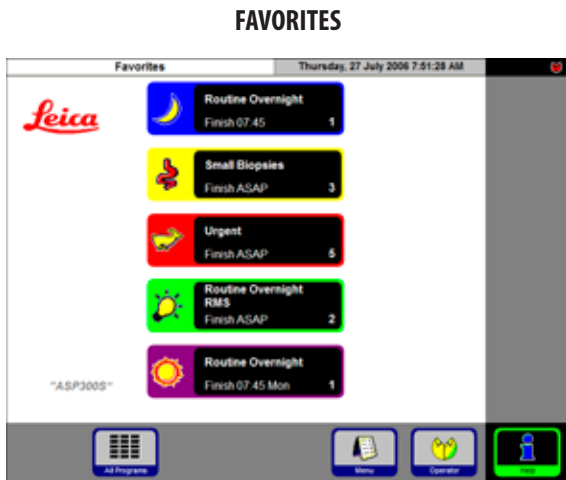 FAVORITES
Favorites
Thursday, 27 July 2006 7:51:28 AM
Leica
Routine Overnight
Finish 07:45 1
Small Biopsies
Finish ASAP 3
Urgent
Finish ASAP 5
Routine Overnight
RMS
Finish ASAP 2
Routine Overnight
Finish 07:45 Mon 1
"ASP300S"
All Programs
Menu
Operator
Help